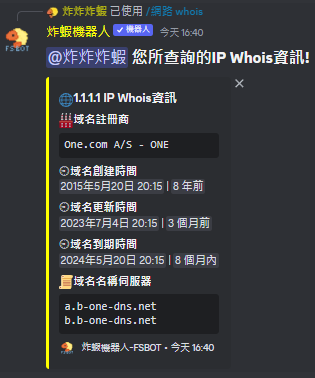 炸炸炸蝦 已使用 /網路 whois
FSBOT
炸蝦機器人 ✓ 機器人 今天 16:40
@炸炸炸蝦 您所查詢的IP Whois資訊!
1.1.1.1 IP Whois資訊
域名註冊商
One.com A/S - ONE
域名創建時間
2015年5月20日 20:15 | 8 年前
域名更新時間
2023年7月4日 20:15 | 3 個月前
域名到期時間
2024年5月20日 20:15 | 8 個月內
域名名稱伺服器
a.b-one-dns.net
b.b-one-dns.net
炸蝦機器人-FSBOT • 今天 16:40